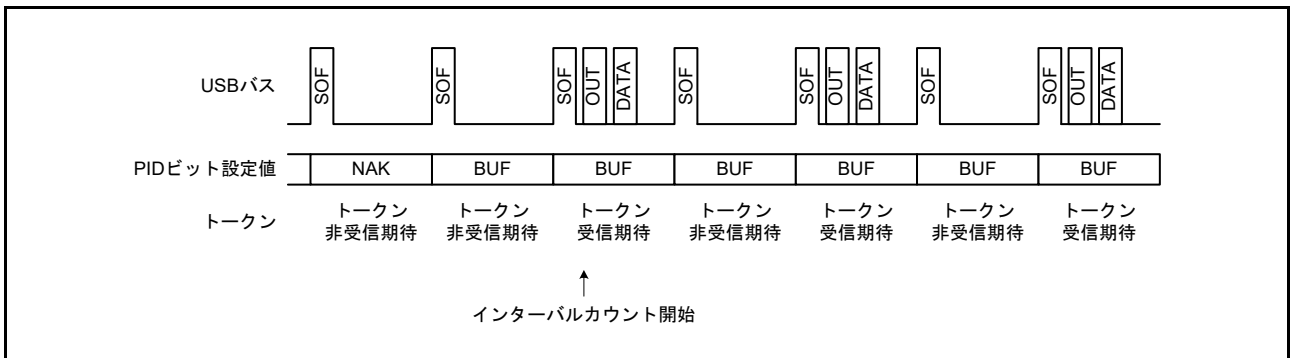 USBバス SOF SOF SOF OUT DATA SOF SOF OUT DATA SOF SOF OUT DATA
PIDビット設定値 NAK BUF BUF BUF BUF BUF BUF
トークン トークン トークン トークン トークン トークン トークン トークン
非受信期待 非受信期待 受信期待 非受信期待 受信期待 非受信期待 受信期待
↑
インターバルカウント開始